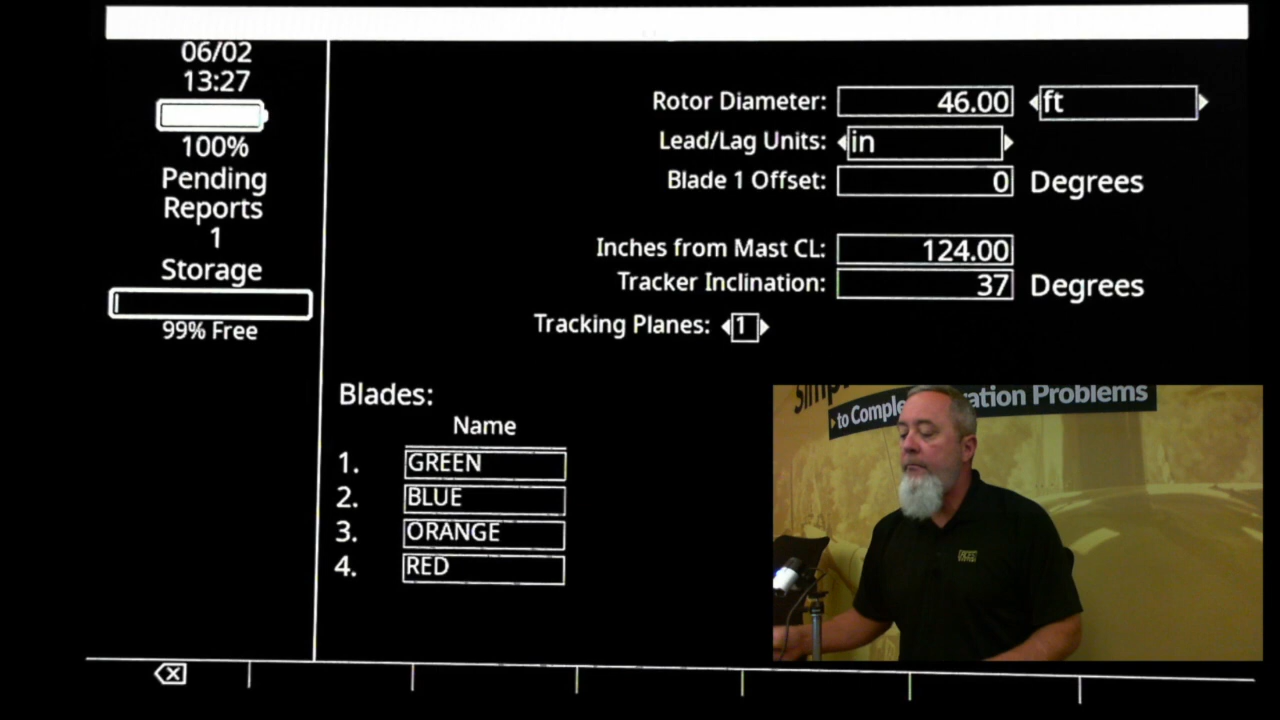 06/02
13:27
100%
Pending
Reports
1
Storage
99% Free
Rotor Diameter: 46.00 ft
Lead/Lag Units: in
Blade 1 Offset: 0 Degrees
Inches from Mast CL: 124.00
Tracker Inclination: 37 Degrees
Tracking Planes: 1
Blades:
Name
1. GREEN
2. BLUE
3. ORANGE
4. RED
to Comple ation Problems